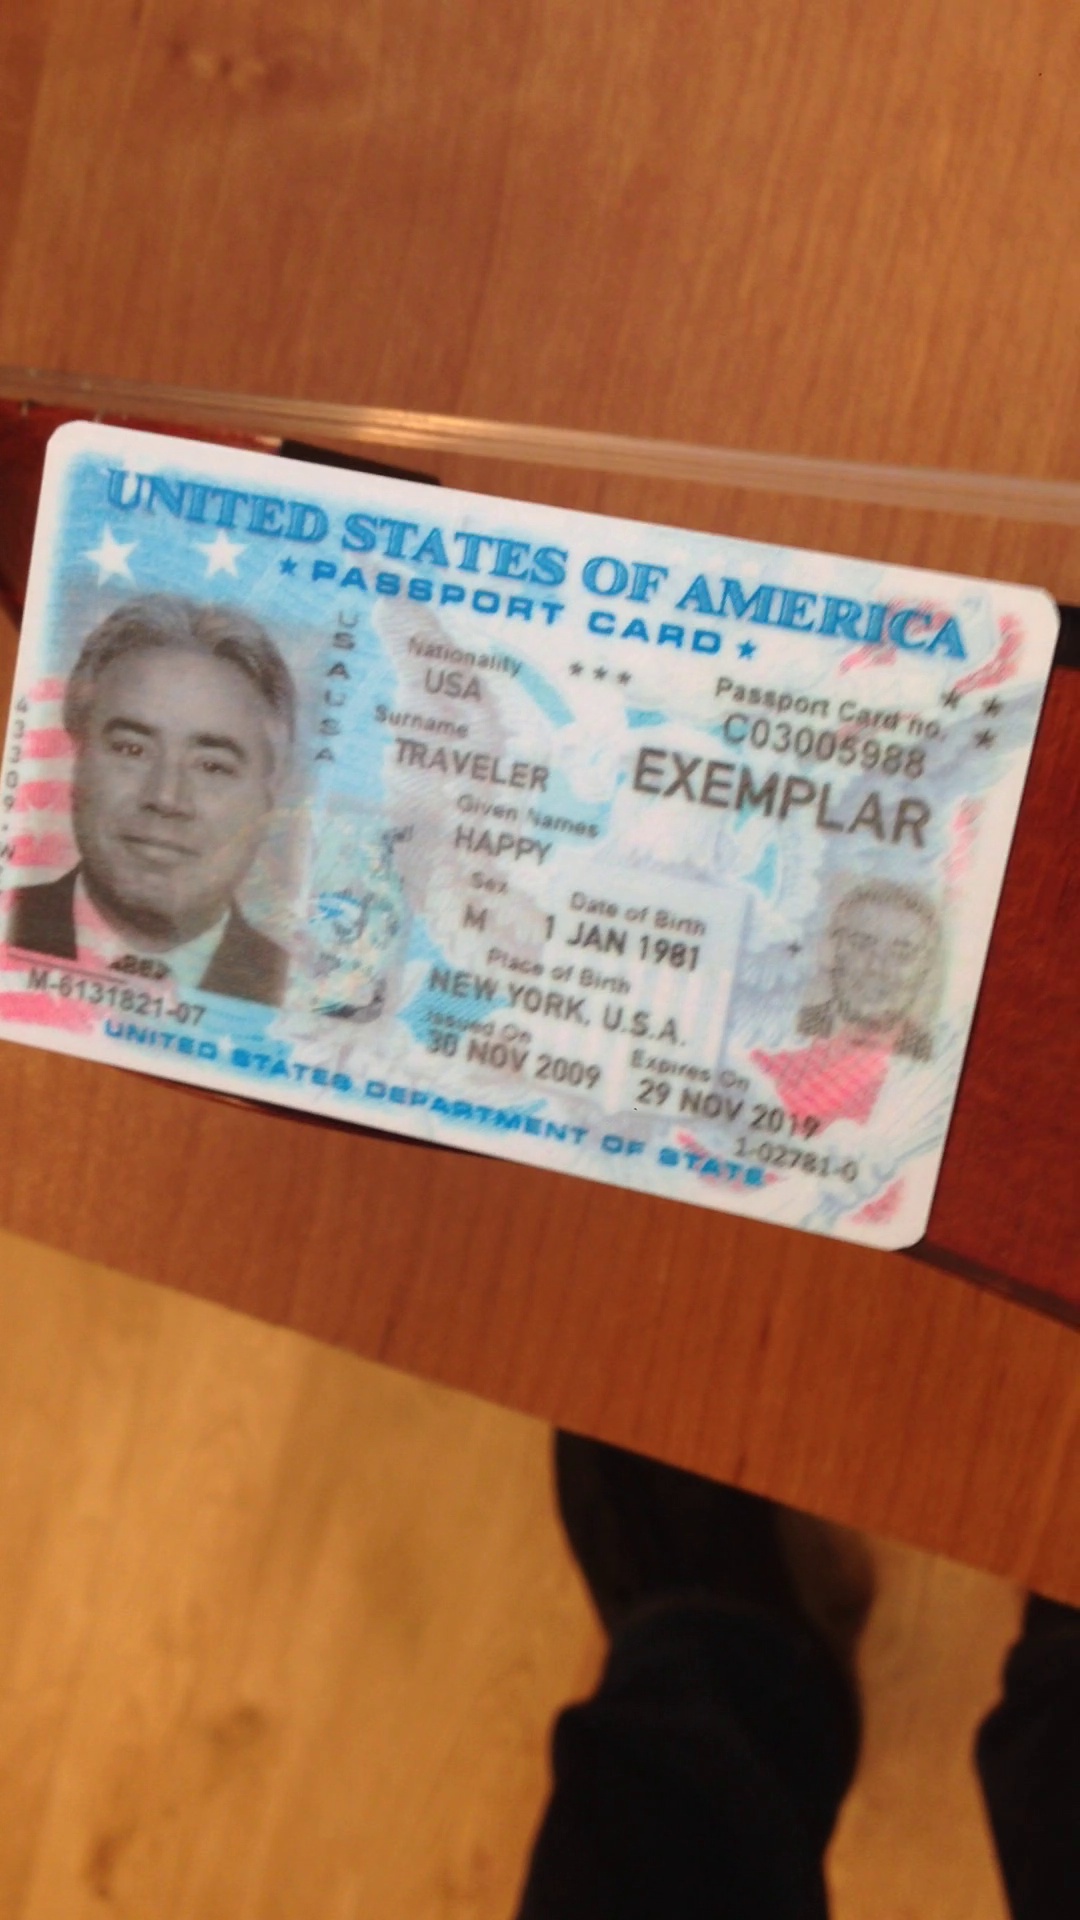 UNITED STATES OF AMERICA
★ PASSPORT CARD ★
USAUSA
Nationality
USA
Passport Card no.
C03005988
Surname
TRAVELER
EXEMPLAR
Given Names
HAPPY
Sex
M
Date of Birth
1 JAN 1981
Place of Birth
NEW YORK, U.S.A.
Issued On
30 NOV 2009
Expires On
29 NOV 2019
1-02781-0
M-6131821-07
UNITED STATES DEPARTMENT OF STATE